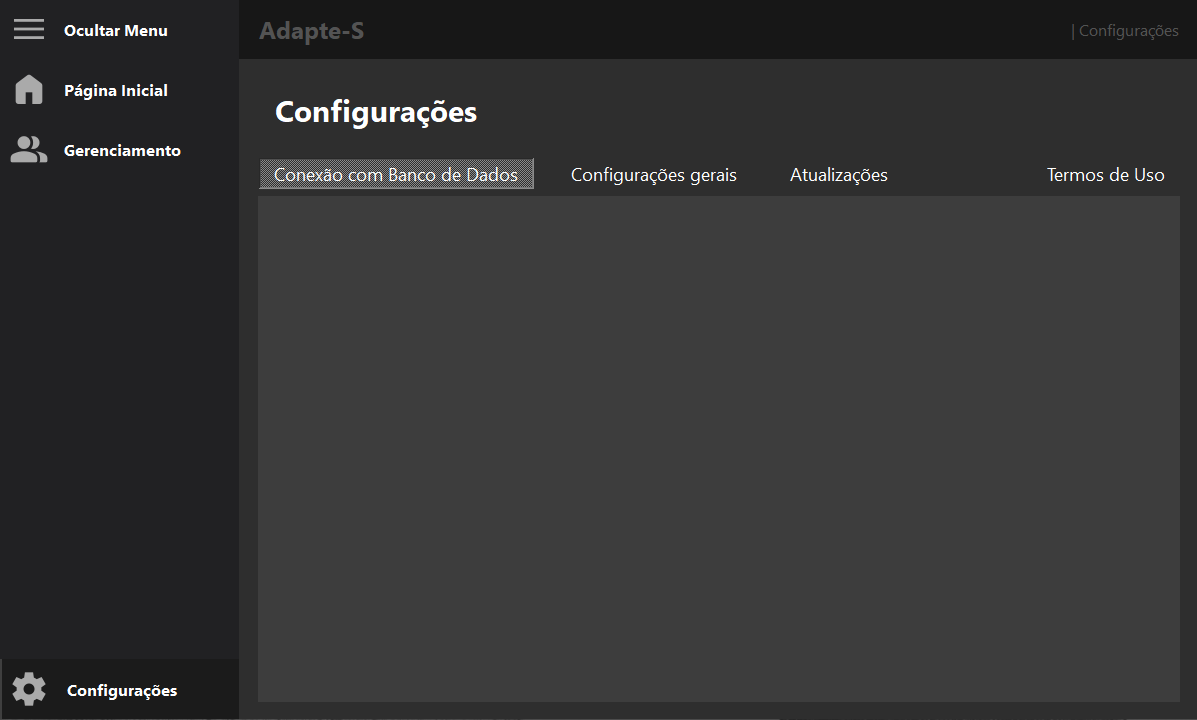 Ocultar Menu
Página Inicial
Gerenciamento
Configurações
Adapte-S
| Configurações
Configurações
Conexão com Banco de Dados
Configurações gerais
Atualizações
Termos de Uso